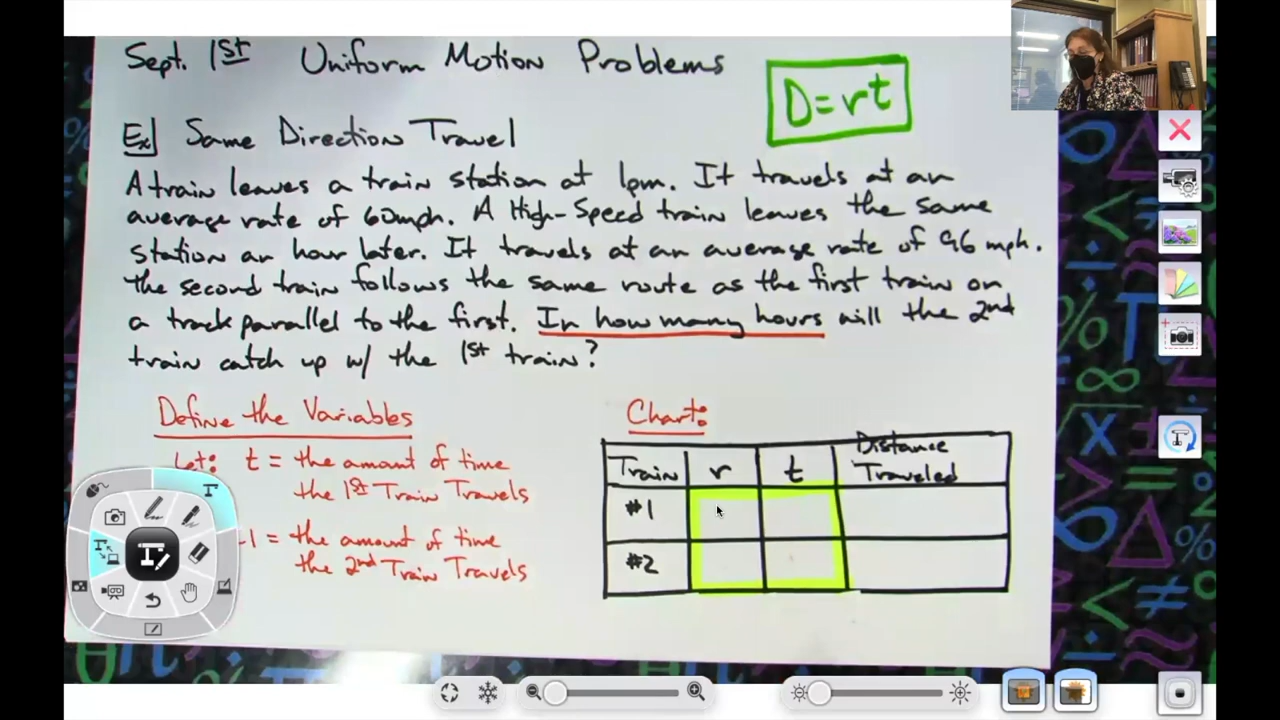 Sept. 1st Uniform Motion Problems
D=rt
Ex Same Direction Travel
A train leaves a train station at 1pm. It travels at an
average rate of 60mph. A High-Speed train leaves the same
station an hour later. It travels at an average rate of 96 mph.
The second train follows the same route as the first train on
a track parallel to the first. In how many hours will the 2nd
train catch up w/ the 1st train?
Define the Variables
Let: t = the amount of time
the 1st Train Travels
-1 = the amount of time
the 2nd Train Travels
Chart:
Train r t Distance Traveled
#1
#2